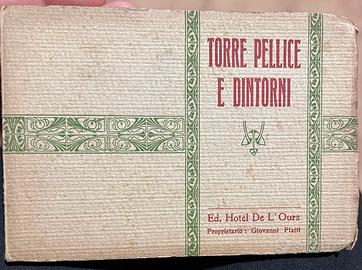 TORRE PELLICE
E DINTORNI
Ed. Hotel De L'Ours
Proprietario: Giovanni Piatti